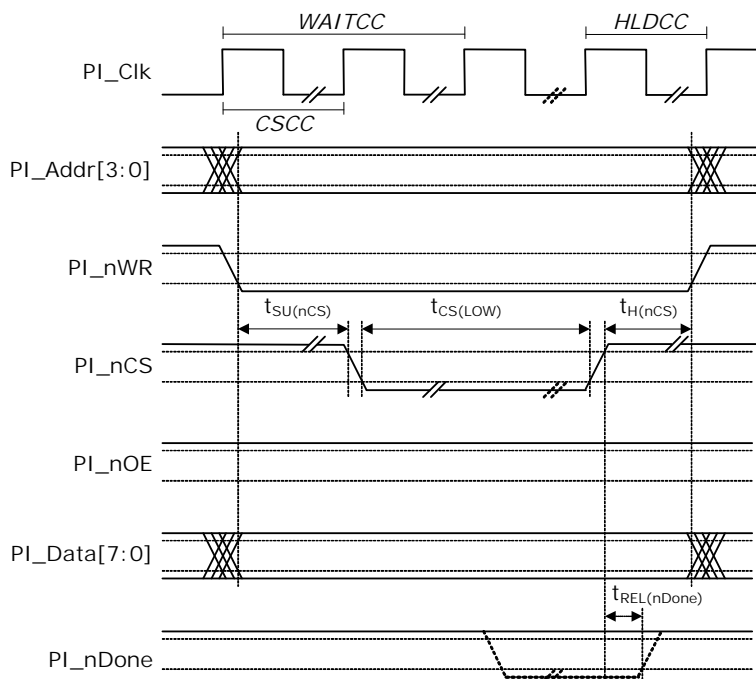 WAITCC
HLDCC
PI_Clk
CSCC
PI_Addr[3:0]
PI_nWR
tSU(nCS)
tCS(LOW)
tH(nCS)
PI_nCS
PI_nOE
PI_Data[7:0]
tREL(nDone)
PI_nDone